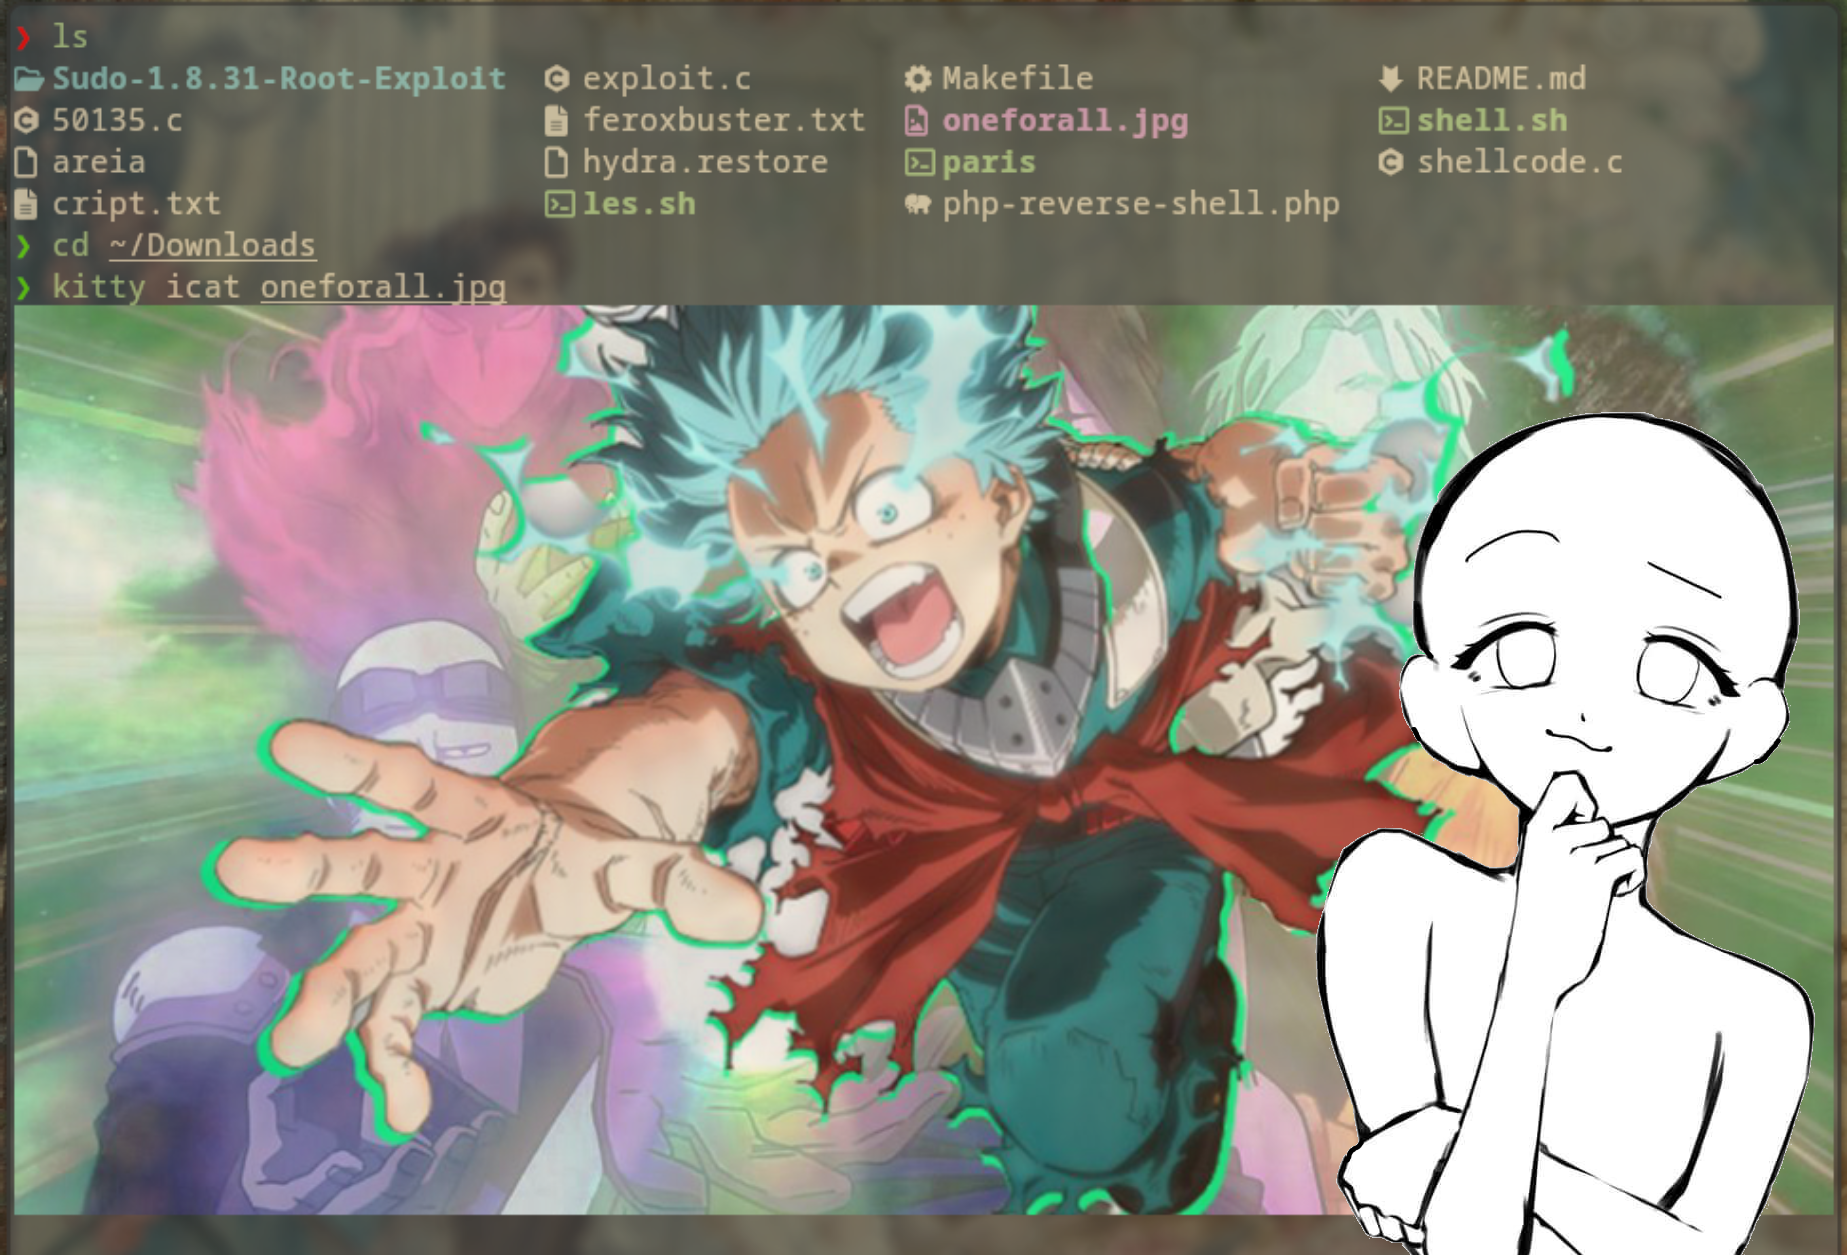 ❯ ls
Sudo-1.8.31-Root-Exploit exploit.c Makefile README.md
50135.c feroxbuster.txt oneforall.jpg shell.sh
areia hydra.restore paris shellcode.c
cript.txt les.sh php-reverse-shell.php
❯ cd ~/Downloads
❯ kitty icat oneforall.jpg